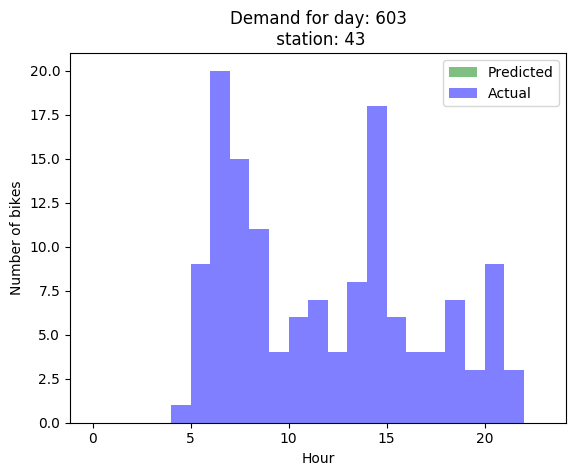 Demand for day: 603
station: 43
Predicted
Actual
20.0
17.5
15.0
12.5
10.0
7.5
5.0
2.5
0.0
Number of bikes
0 5 10 15 20
Hour